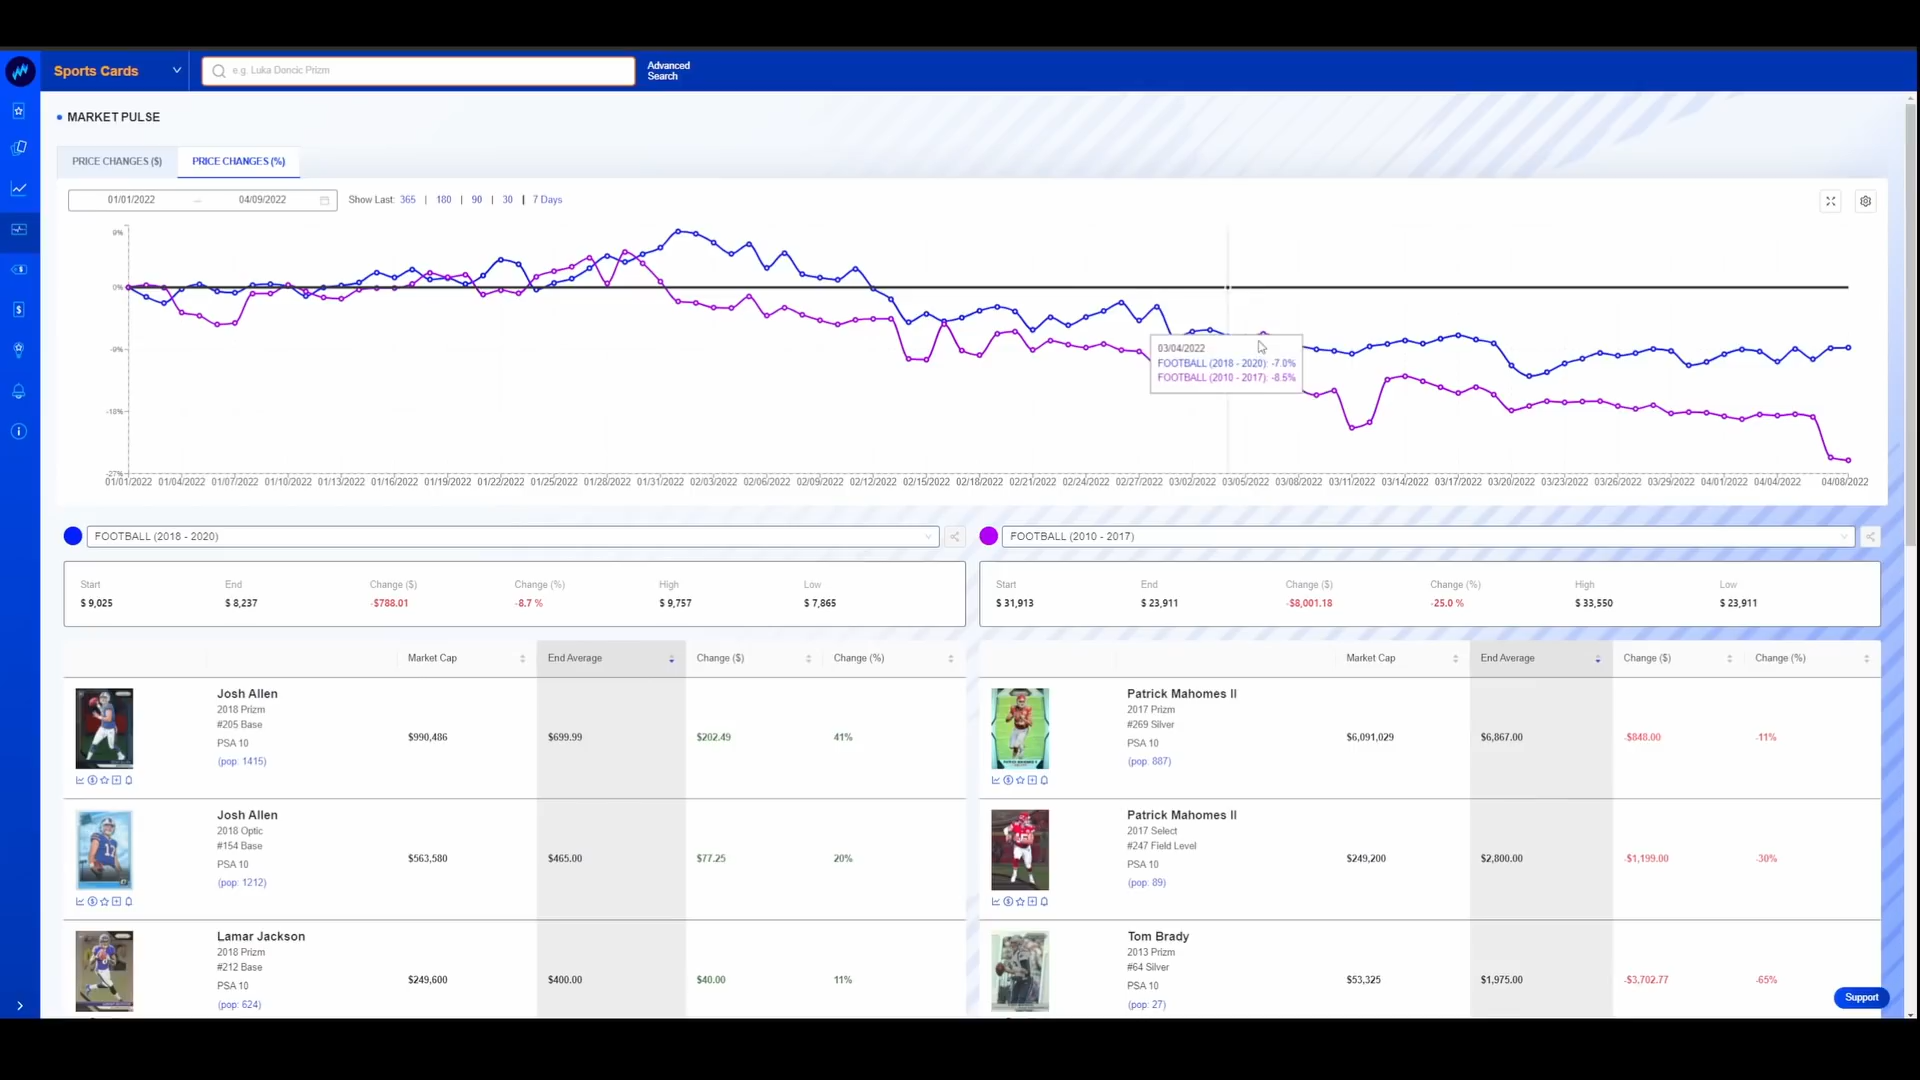 Sports Cards
e.g. Luka Doncic Prizm
Advanced
Search
MARKET PULSE
PRICE CHANGES ($)
PRICE CHANGES (%)
01/01/2022 → 04/09/2022
Show Last: 365 | 180 | 90 | 30 | 7 Days
9%
0%
-9%
-18%
-27%
03/04/2022
FOOTBALL (2018 - 2020): -7.0%
FOOTBALL (2010 - 2017): -8.5%
01/01/2022 01/04/2022 01/07/2022 01/10/2022 01/13/2022 01/16/2022 01/19/2022 01/22/2022 01/25/2022 01/28/2022 01/31/2022 02/03/2022 02/06/2022 02/09/2022 02/12/2022 02/15/2022 02/18/2022 02/21/2022 02/24/2022 02/27/2022 03/02/2022 03/05/2022 03/08/2022 03/11/2022 03/14/2022 03/17/2022 03/20/2022 03/23/2022 03/26/2022 03/29/2022 04/01/2022 04/04/2022 04/08/2022
FOOTBALL (2018 - 2020)
Start End Change ($) Change (%) High Low
$ 9,025 $ 8,237 -$788.01 -8.7 % $ 9,757 $ 7,865
Market Cap End Average Change ($) Change (%)
Josh Allen
2018 Prizm
#205 Base
PSA 10
(pop: 1415)
$990,486 $699.99 $202.49 41%
Josh Allen
2018 Optic
#154 Base
PSA 10
(pop: 1212)
$563,580 $465.00 $77.25 20%
Lamar Jackson
2018 Prizm
#212 Base
PSA 10
(pop: 624)
$249,600 $400.00 $40.00 11%
FOOTBALL (2010 - 2017)
Start End Change ($) Change (%) High Low
$ 31,913 $ 23,911 -$8,001.18 -25.0 % $ 33,550 $ 23,911
Market Cap End Average Change ($) Change (%)
Patrick Mahomes II
2017 Prizm
#269 Silver
PSA 10
(pop: 887)
$6,091,029 $6,867.00 -$848.00 -11%
Patrick Mahomes II
2017 Select
#247 Field Level
PSA 10
(pop: 89)
$249,200 $2,800.00 -$1,199.00 -30%
Tom Brady
2013 Prizm
#64 Silver
PSA 10
(pop: 27)
$53,325 $1,975.00 -$3,702.77 -65%
Support